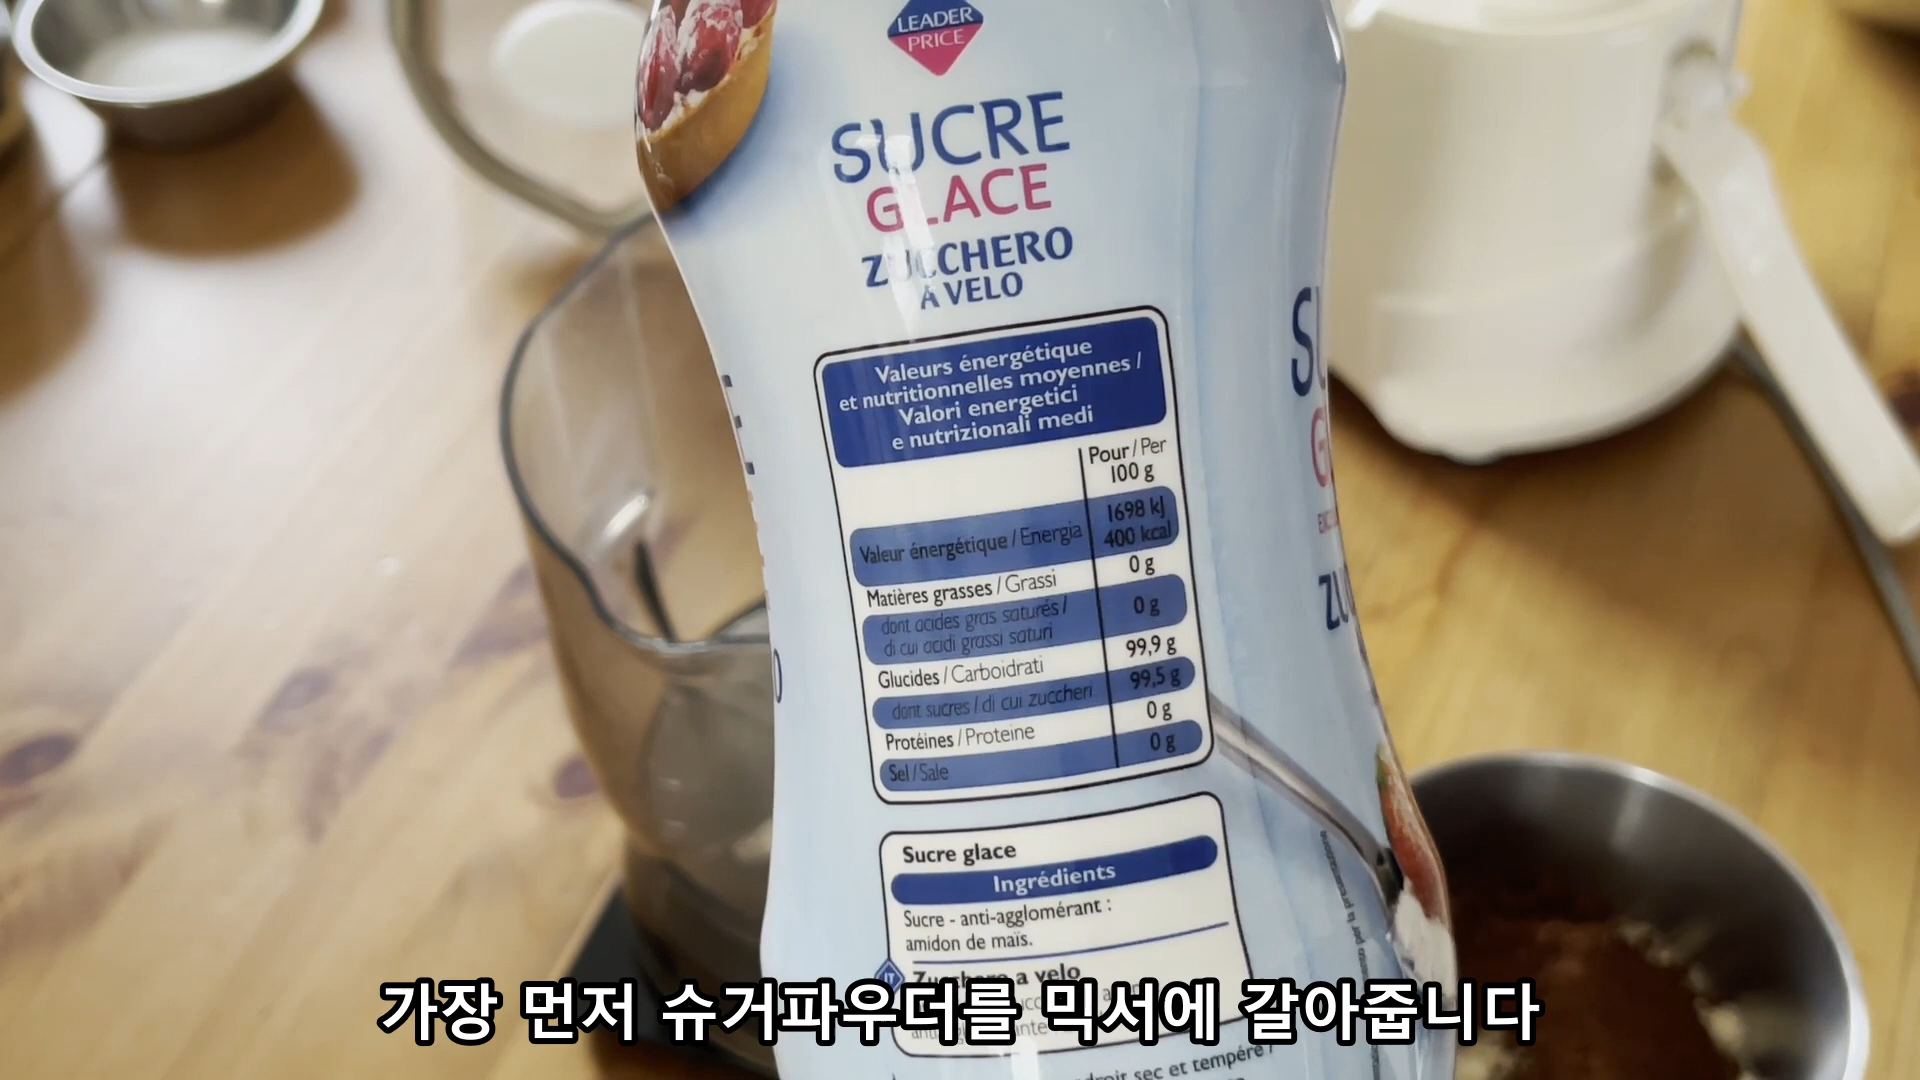 LEADER
PRICE
SUCRE
GLACE
ZUCCHERO
A VELO
Valeurs énergétique
et nutritionnelles moyennes /
Valori energetici
e nutrizionali medi
Pour / Per
100 g
Valeur énergétique / Energia
1698 kJ
400 kcal
Matières grasses / Grassi
0 g
dont acides gras saturés /
di cui acidi grassi saturi
0 g
Glucides / Carboidrati
99,9 g
dont sucres / di cui zuccheri
99,5 g
Protéines / Proteine
0 g
Sel / Sale
0 g
Sucre glace
Ingrédients
Sucre - anti-agglomérant :
amidon de maïs.
IT
Zucchero a velo
sec et tempéré /
가장 먼저 슈거파우더를 믹서에 갈아줍니다